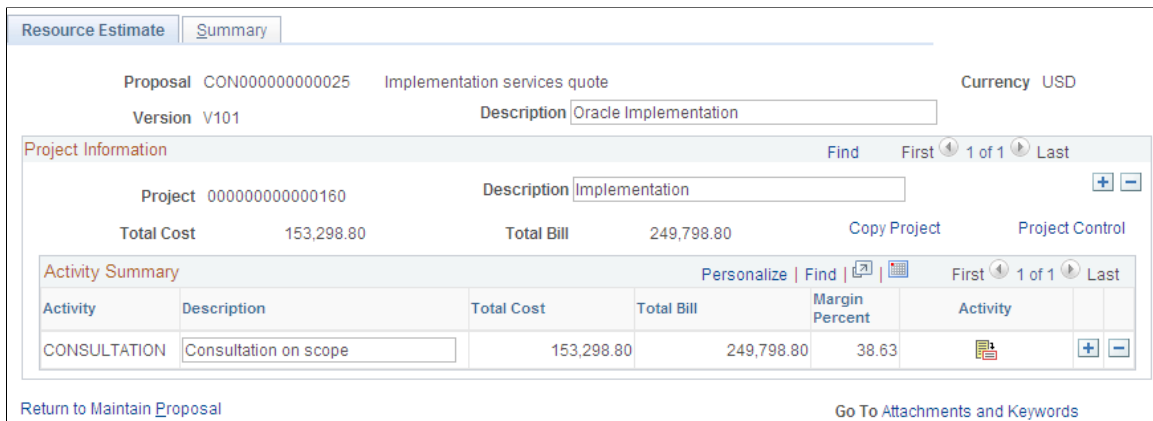 Resource Estimate Summary
Proposal CON000000000025 Implementation services quote Currency USD
Version V101 Description Oracle Implementation
Project Information Find First 1 of 1 Last
Project 000000000000160 Description Implementation
Total Cost 153,298.80 Total Bill 249,798.80 Copy Project Project Control
Activity Summary Personalize | Find | | First 1 of 1 Last
Activity Description Total Cost Total Bill Margin Percent Activity
CONSULTATION Consultation on scope 153,298.80 249,798.80 38.63
Return to Maintain Proposal Go To Attachments and Keywords